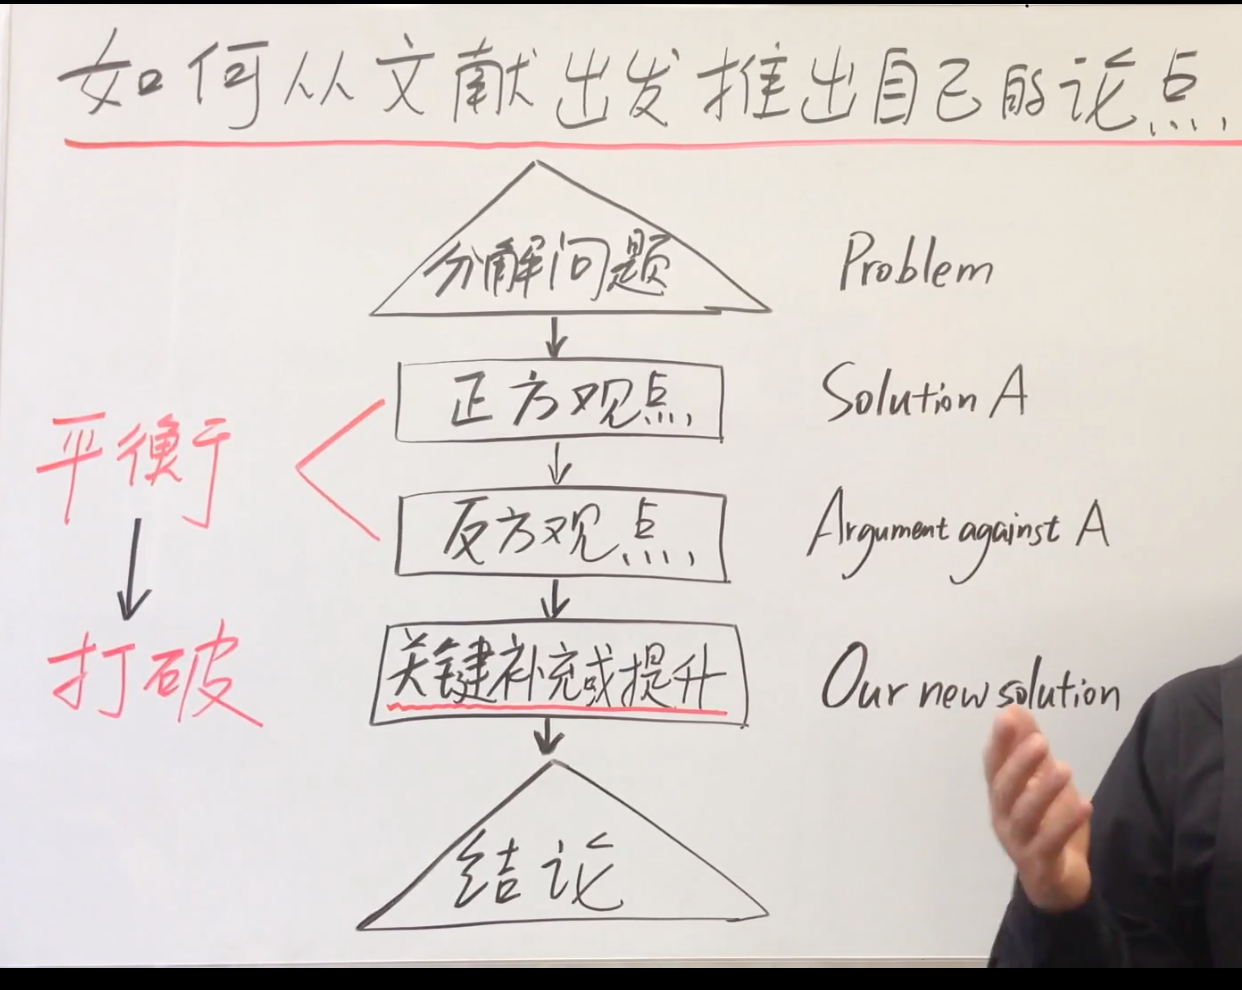 如何从文献出发推出自己的论点
分解问题 Problem
正方观点 Solution A
平衡于
反方观点 Argument against A
打破
关键补充或提升 Our new solution
结论